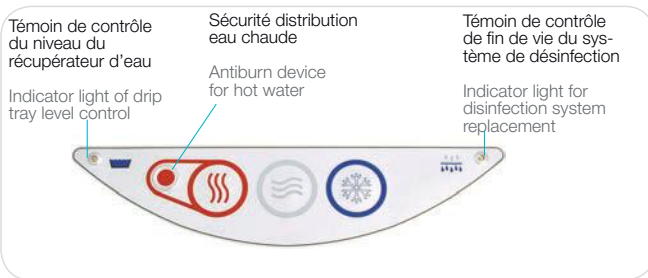 Témoin de contrôle
du niveau du
récupérateur d'eau
Indicator light of drip
tray level control
Sécurité distribution
eau chaude
Antiburn device
for hot water
Témoin de contrôle
de fin de vie du sys-
tème de désinfection
Indicator light for
disinfection system
replacement